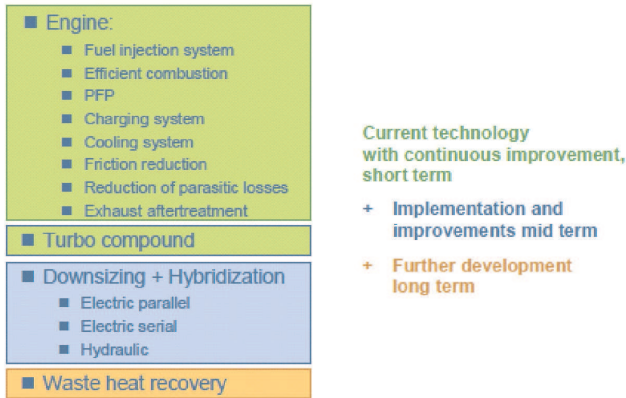 Engine:
Fuel injection system
Efficient combustion
PFP
Charging system
Cooling system
Friction reduction
Reduction of parasitic losses
Exhaust aftertreatment
Turbo compound
Downsizing + Hybridization
Electric parallel
Electric serial
Hydraulic
Waste heat recovery
Current technology
with continuous improvement,
short term
+ Implementation and
improvements mid term
+ Further development
long term